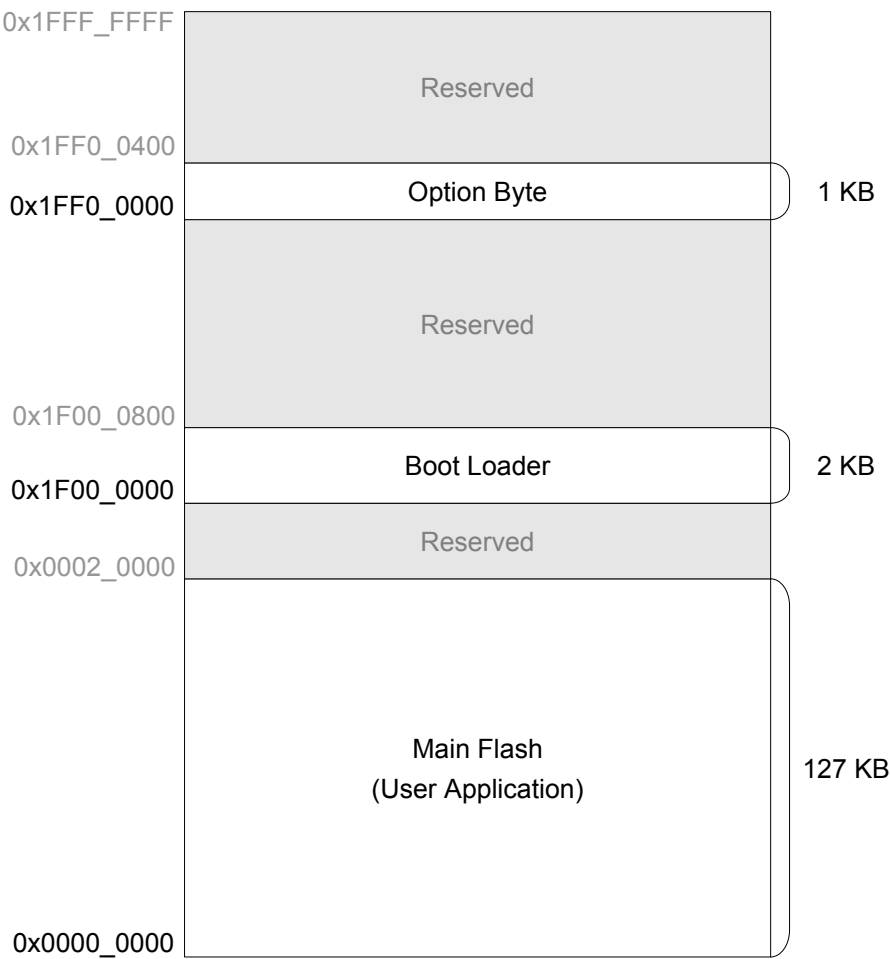 0x1FFF_FFFF
Reserved
0x1FF0_0400
Option Byte
1 KB
0x1FF0_0000
Reserved
0x1F00_0800
Boot Loader
2 KB
0x1F00_0000
Reserved
0x0002_0000
Main Flash
(User Application)
127 KB
0x0000_0000